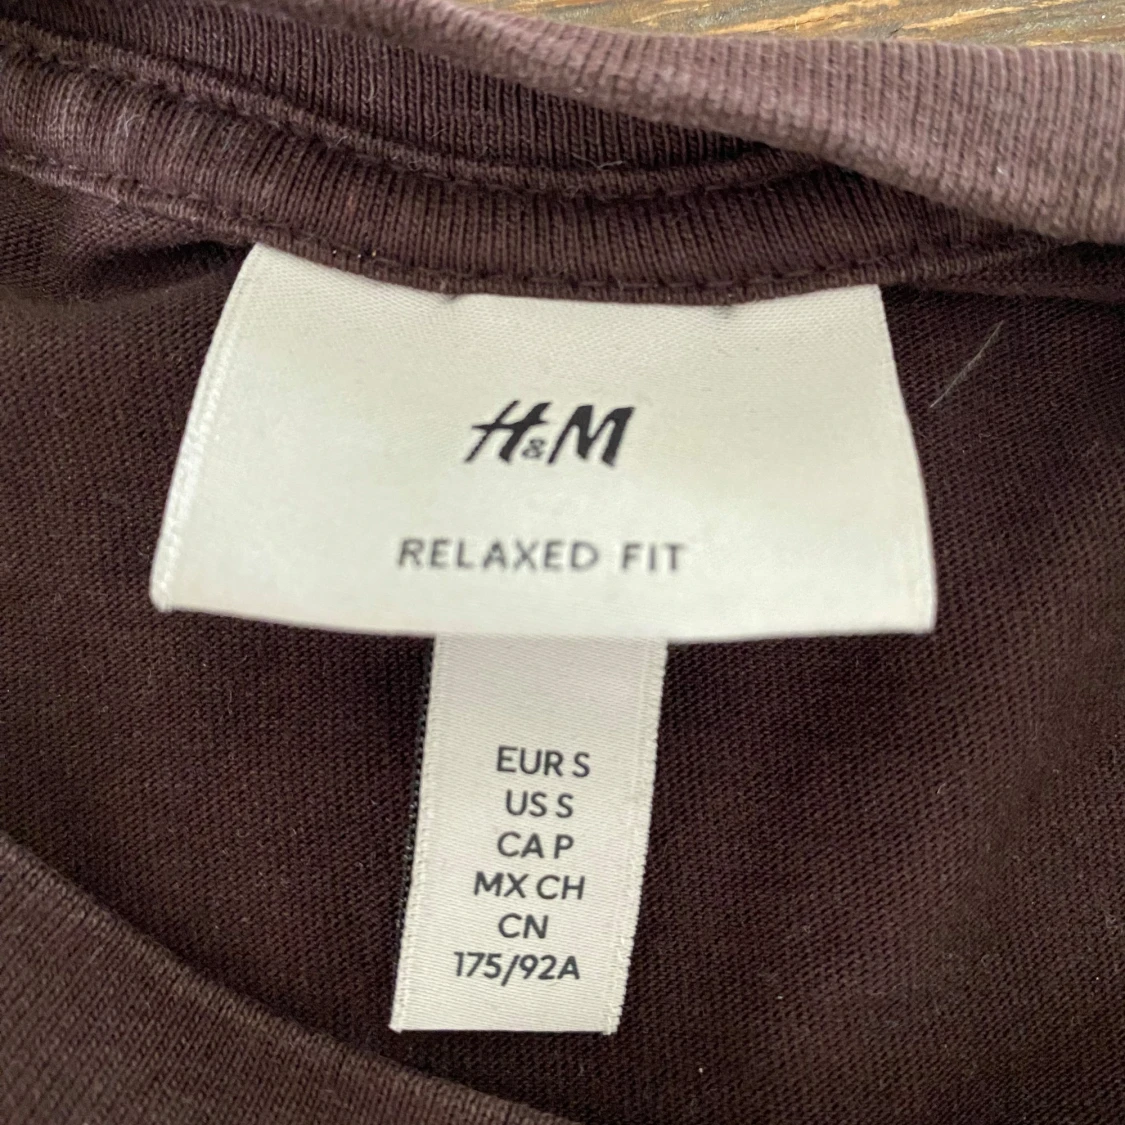 H&M
RELAXED FIT
EUR S
US S
CA P
MX CH
CN
175/92A